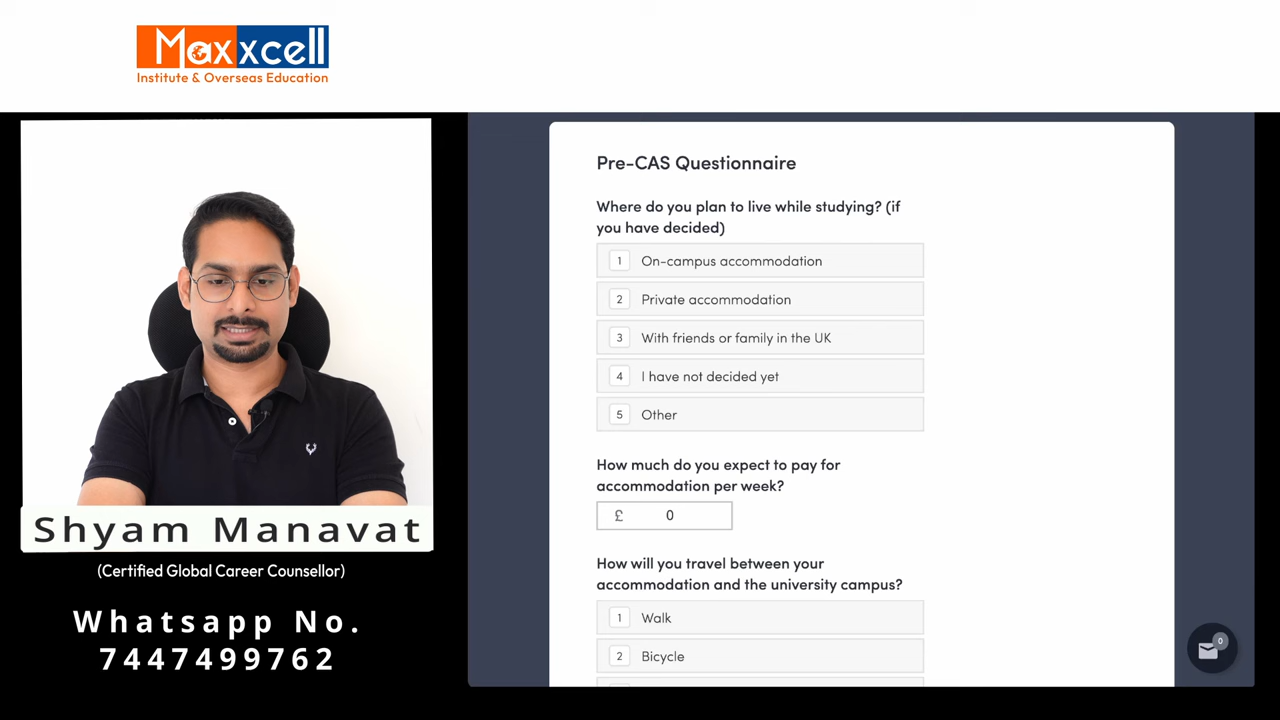 Maxxcell
Institute & Overseas Education
Shyam Manavat
(Certified Global Career Counsellor)
Whatsapp No.
7447499762
Pre-CAS Questionnaire
Where do you plan to live while studying? (if
you have decided)
1 On-campus accommodation
2 Private accommodation
3 With friends or family in the UK
4 I have not decided yet
5 Other
How much do you expect to pay for
accommodation per week?
£ 0
How will you travel between your
accommodation and the university campus?
1 Walk
2 Bicycle
0